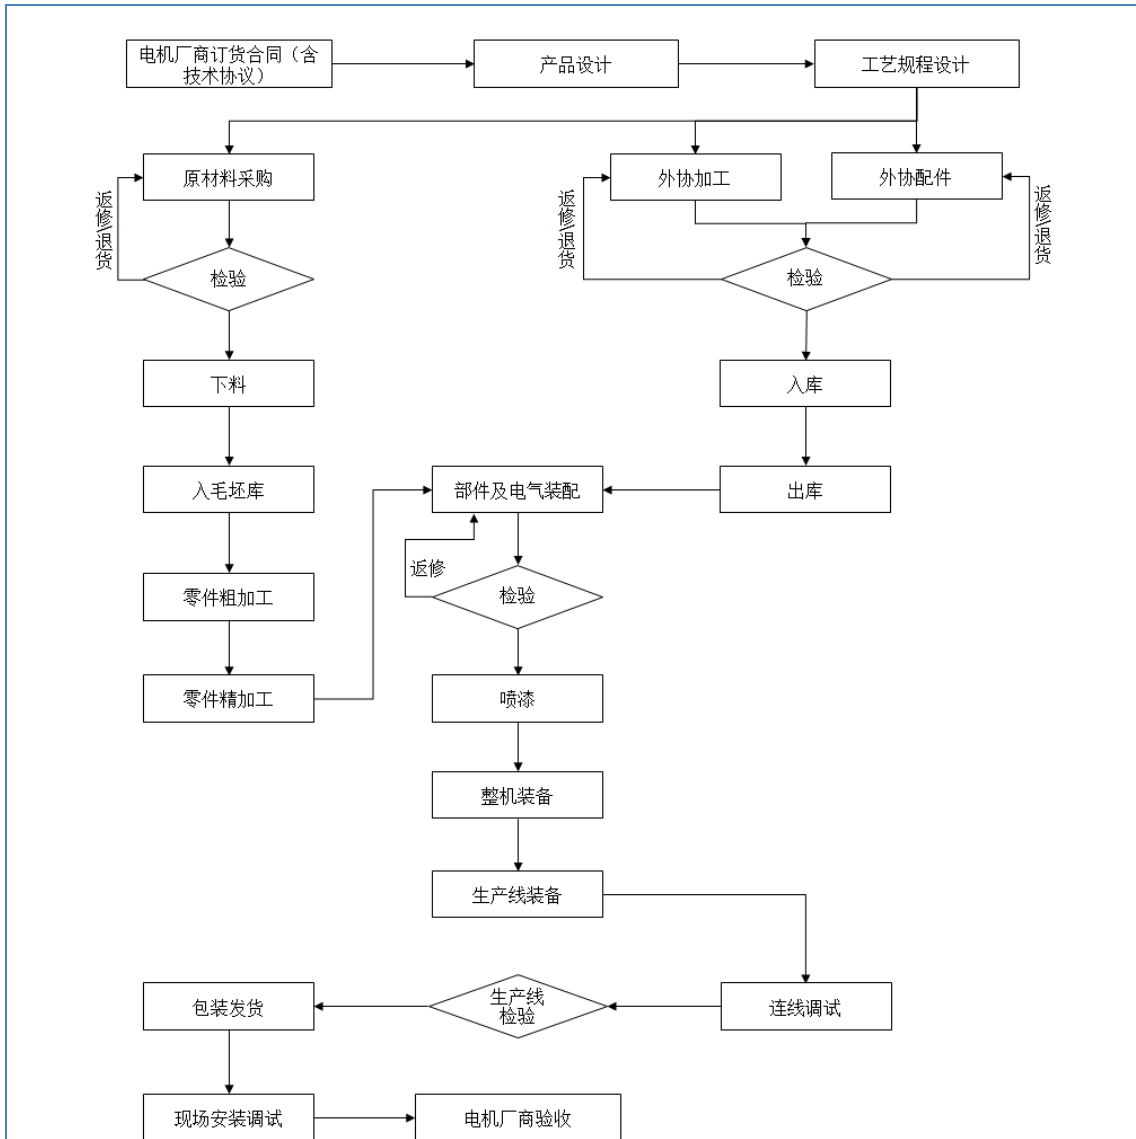 电机厂商订货合同（含
技术协议）
产品设计
工艺规程设计
原材料采购
外协加工
外协配件
返修\退货
返修\退货
返修\退货
检验
检验
下料
入库
入毛坯库
部件及电气装配
出库
返修
零件粗加工
检验
零件精加工
喷漆
整机装备
生产线装备
包装发货
生产线
检验
连线调试
现场安装调试
电机厂商验收